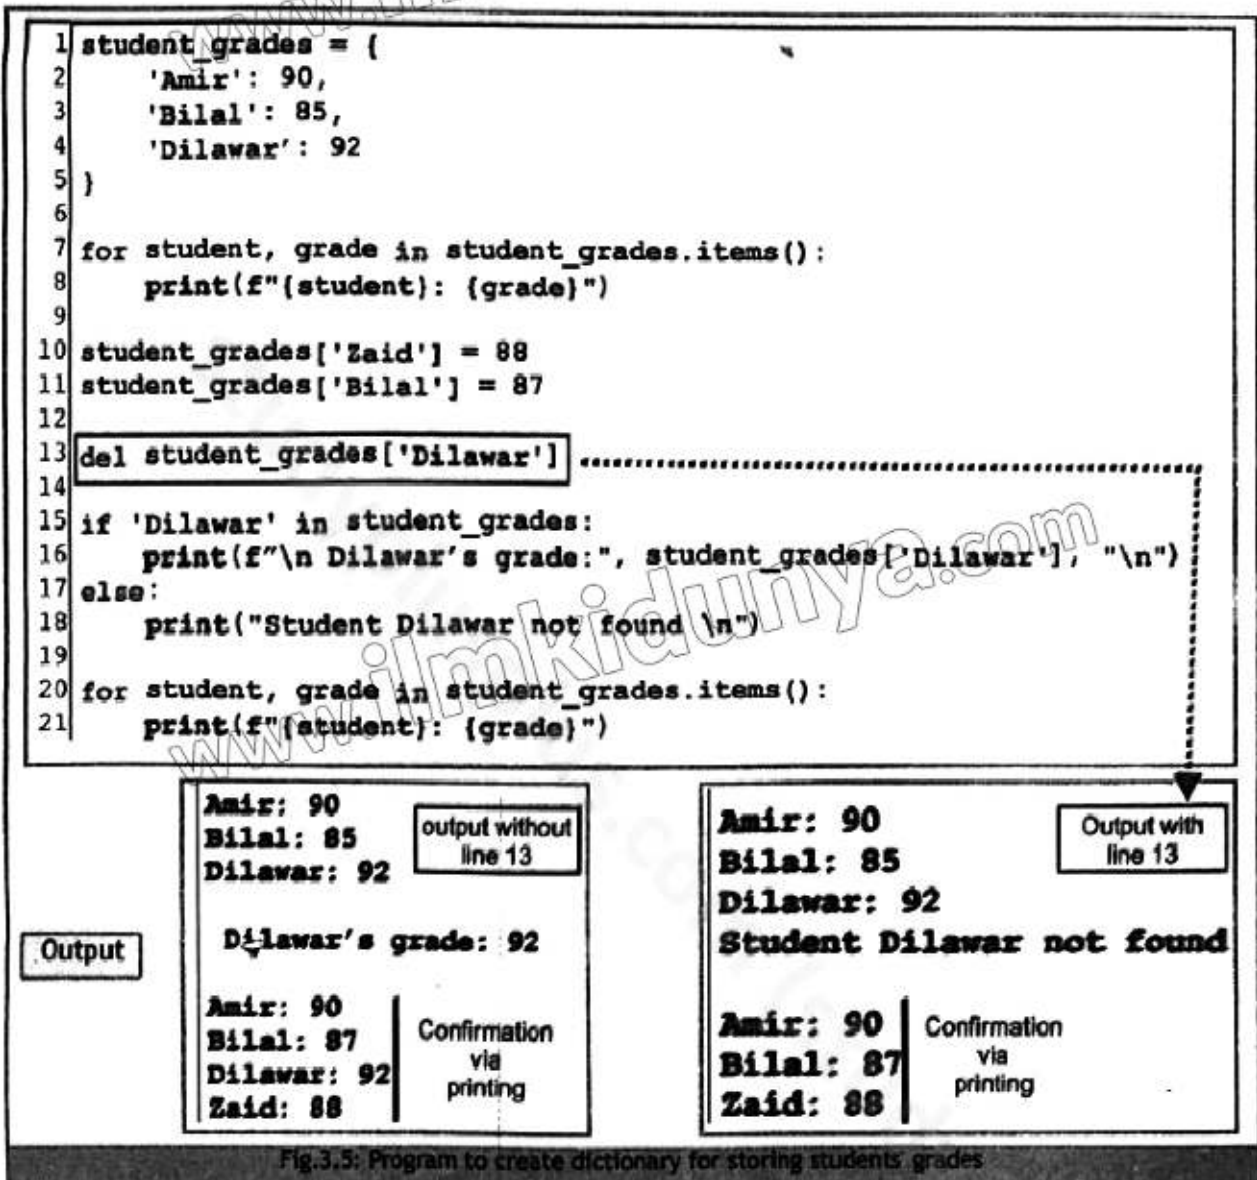 1 student_grades = {
2 'Amir': 90,
3 'Bilal': 85,
4 'Dilawar': 92
5 }
6
7 for student, grade in student_grades.items():
8 print(f"{student}: {grade}")
9
10 student_grades['Zaid'] = 88
11 student_grades['Bilal'] = 87
12
13 del student_grades['Dilawar']
14
15 if 'Dilawar' in student_grades:
16 print(f"\n Dilawar's grade:", student_grades['Dilawar'], "\n")
17 else:
18 print("Student Dilawar not found \n")
19
20 for student, grade in student_grades.items():
21 print(f"{student}: {grade}")
www.ilmkidunya.com
Output
Amir: 90
Bilal: 85
Dilawar: 92
output without
line 13
Dilawar's grade: 92
Amir: 90
Bilal: 87
Dilawar: 92
Zaid: 88
Confirmation
via
printing
Amir: 90
Bilal: 85
Dilawar: 92
Student Dilawar not found
Output with
line 13
Amir: 90
Bilal: 87
Zaid: 88
Confirmation
via
printing
Fig.3.5: Program to create dictionary for storing students' grades